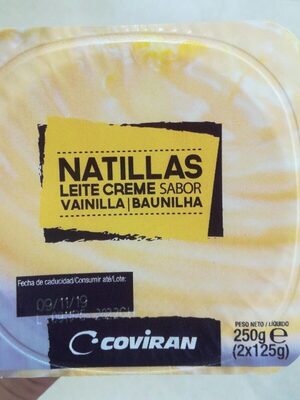 NATILLAS
LEITE CREME SABOR
VAINILLA | BAUNILHA
Fecha de caducidad/Consumir até/Lote:
09/11/19
COVIRAN
PESO NETO / LÍQUIDO
250g e
(2x125g)